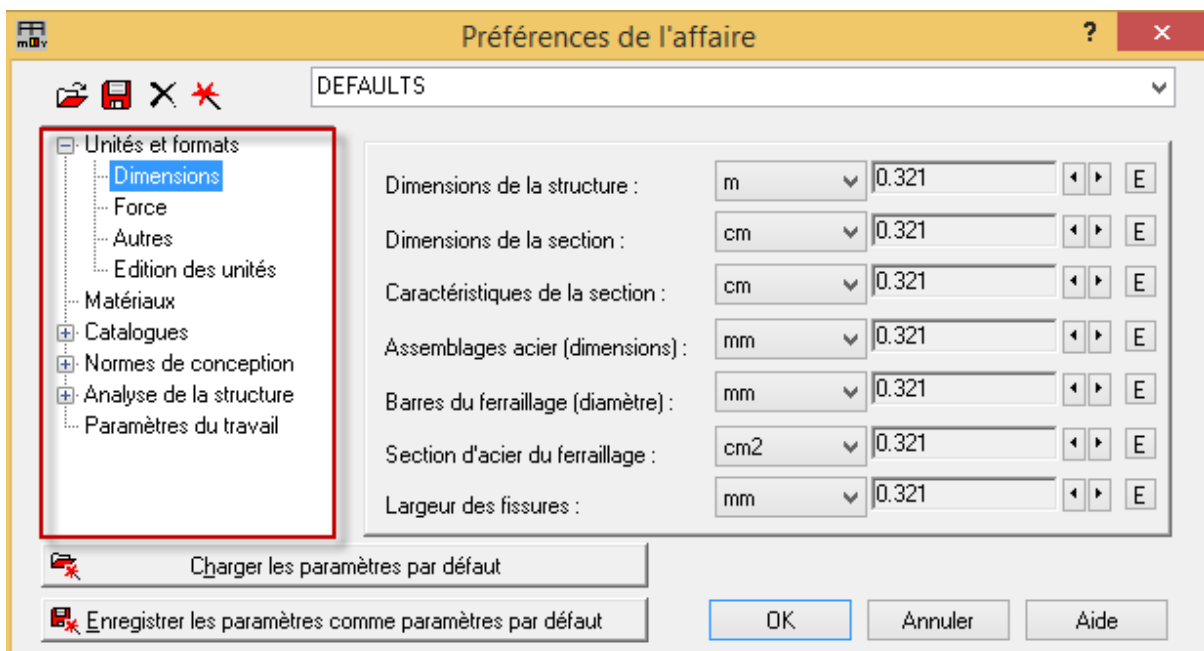 Préférences de l'affaire
?
×
DEFAULTS
Unités et formats
Dimensions
Force
Autres
Edition des unités
Matériaux
Catalogues
Normes de conception
Analyse de la structure
Paramètres du travail
Dimensions de la structure : m 0.321 E
Dimensions de la section : cm 0.321 E
Caractéristiques de la section : cm 0.321 E
Assemblages acier (dimensions) : mm 0.321 E
Barres du ferraillage (diamètre) : mm 0.321 E
Section d'acier du ferraillage : cm2 0.321 E
Largeur des fissures : mm 0.321 E
Charger les paramètres par défaut
Enregistrer les paramètres comme paramètres par défaut
OK Annuler Aide